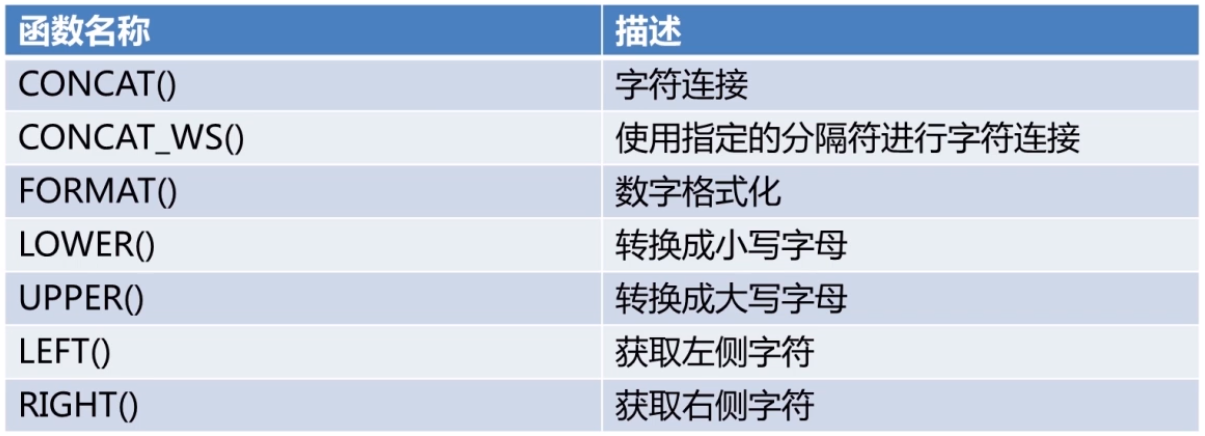 函数名称 描述
CONCAT() 字符连接
CONCAT_WS() 使用指定的分隔符进行字符连接
FORMAT() 数字格式化
LOWER() 转换成小写字母
UPPER() 转换成大写字母
LEFT() 获取左侧字符
RIGHT() 获取右侧字符